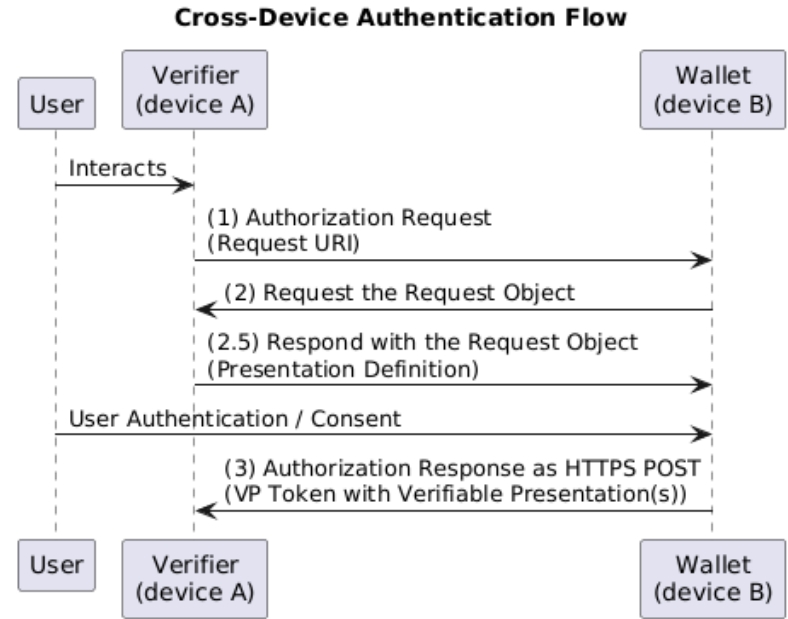 Cross-Device Authentication Flow
User
Verifier
(device A)
Wallet
(device B)
Interacts
(1) Authorization Request
(Request URI)
(2) Request the Request Object
(2.5) Respond with the Request Object
(Presentation Definition)
User Authentication / Consent
(3) Authorization Response as HTTPS POST
(VP Token with Verifiable Presentation(s))
User
Verifier
(device A)
Wallet
(device B)